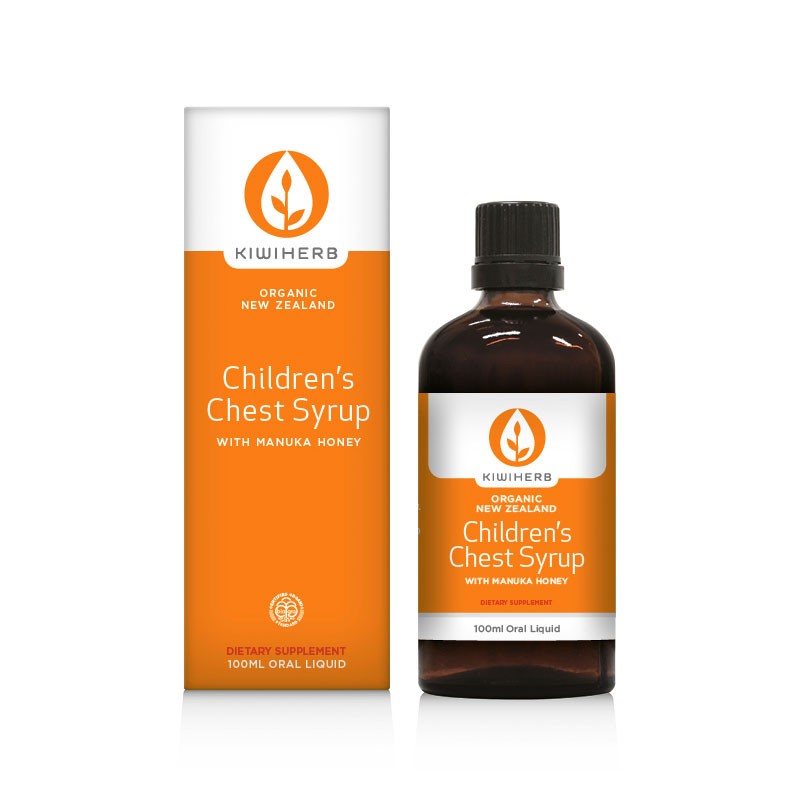 KIWIHERB
ORGANIC
NEW ZEALAND
Children's
Chest Syrup
WITH MANUKA HONEY
DIETARY SUPPLEMENT
100ML ORAL LIQUID
KIWIHERB
ORGANIC
NEW ZEALAND
Children's
Chest Syrup
WITH MANUKA HONEY
DIETARY SUPPLEMENT
100ml Oral Liquid